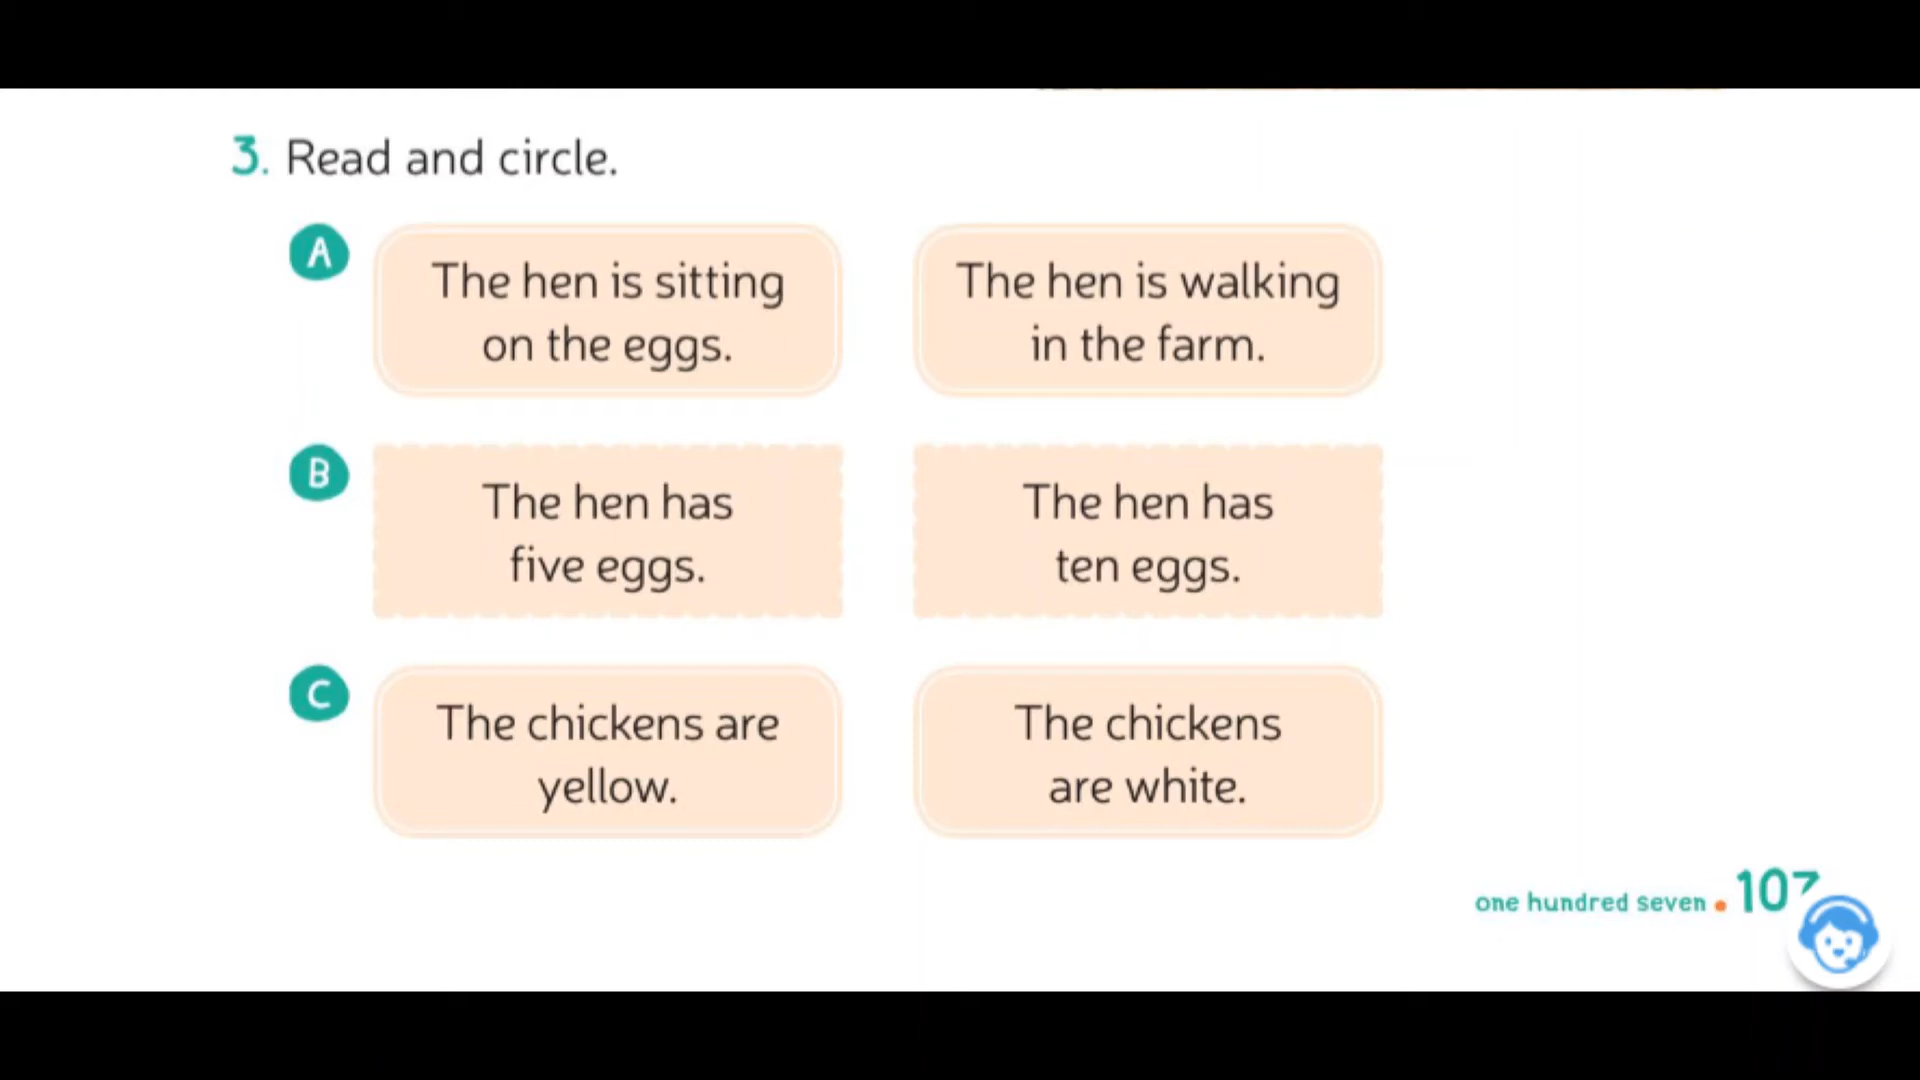 3. Read and circle.
A
The hen is sitting
on the eggs.
The hen is walking
in the farm.
B
The hen has
five eggs.
The hen has
ten eggs.
C
The chickens are
yellow.
The chickens
are white.
one hundred seven • 107